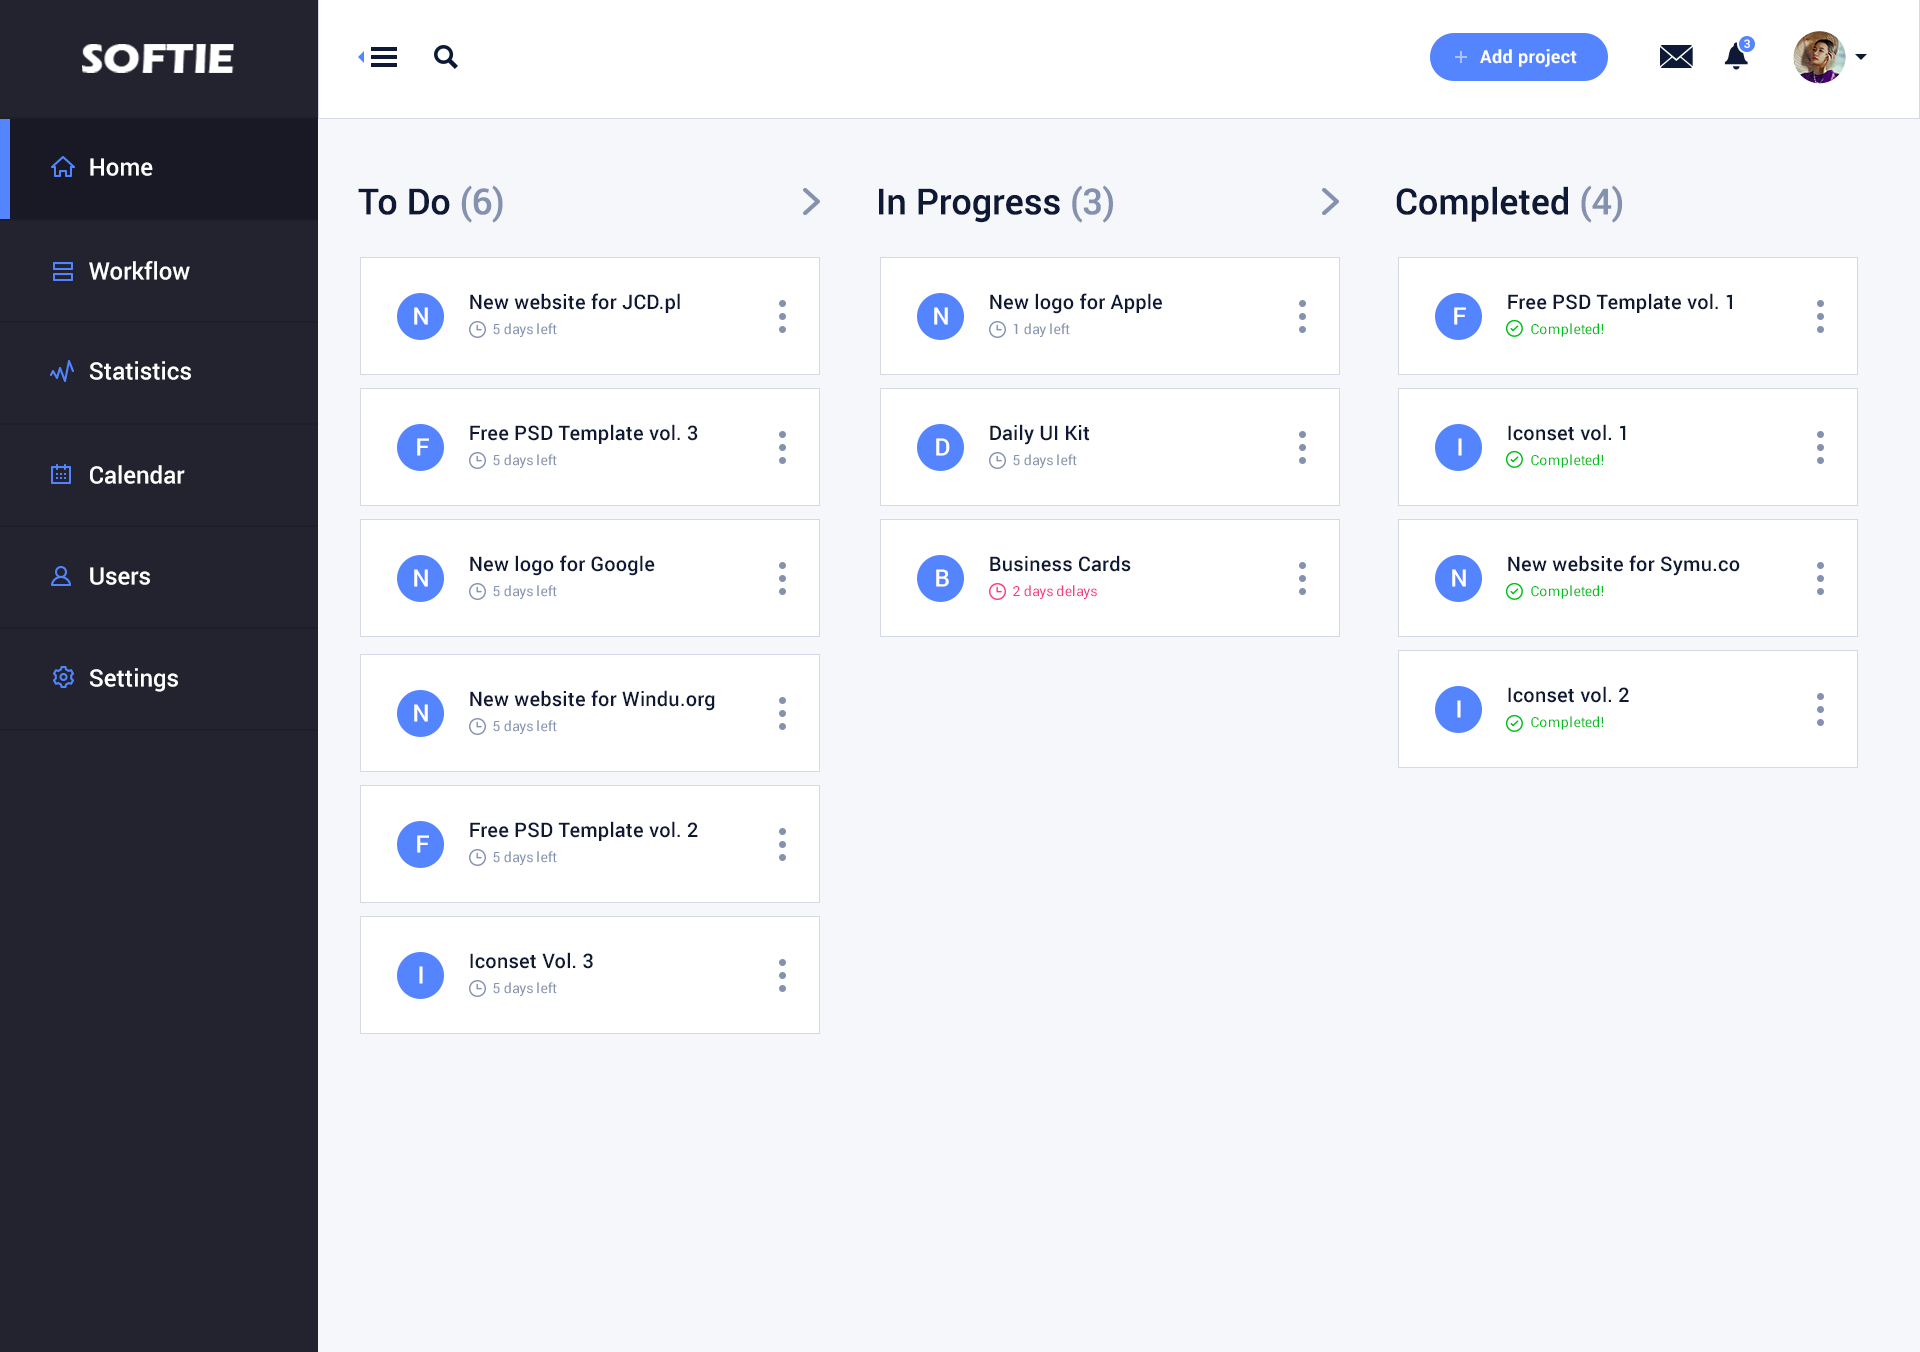 SOFTIE
+ Add project
3
Home
Workflow
Statistics
Calendar
Users
Settings
To Do (6)
N
New website for JCD.pl
5 days left
F
Free PSD Template vol. 3
5 days left
N
New logo for Google
5 days left
N
New website for Windu.org
5 days left
F
Free PSD Template vol. 2
5 days left
I
Iconset Vol. 3
5 days left
In Progress (3)
N
New logo for Apple
1 day left
D
Daily UI Kit
5 days left
B
Business Cards
2 days delays
Completed (4)
F
Free PSD Template vol. 1
Completed!
I
Iconset vol. 1
Completed!
N
New website for Symu.co
Completed!
I
Iconset vol. 2
Completed!